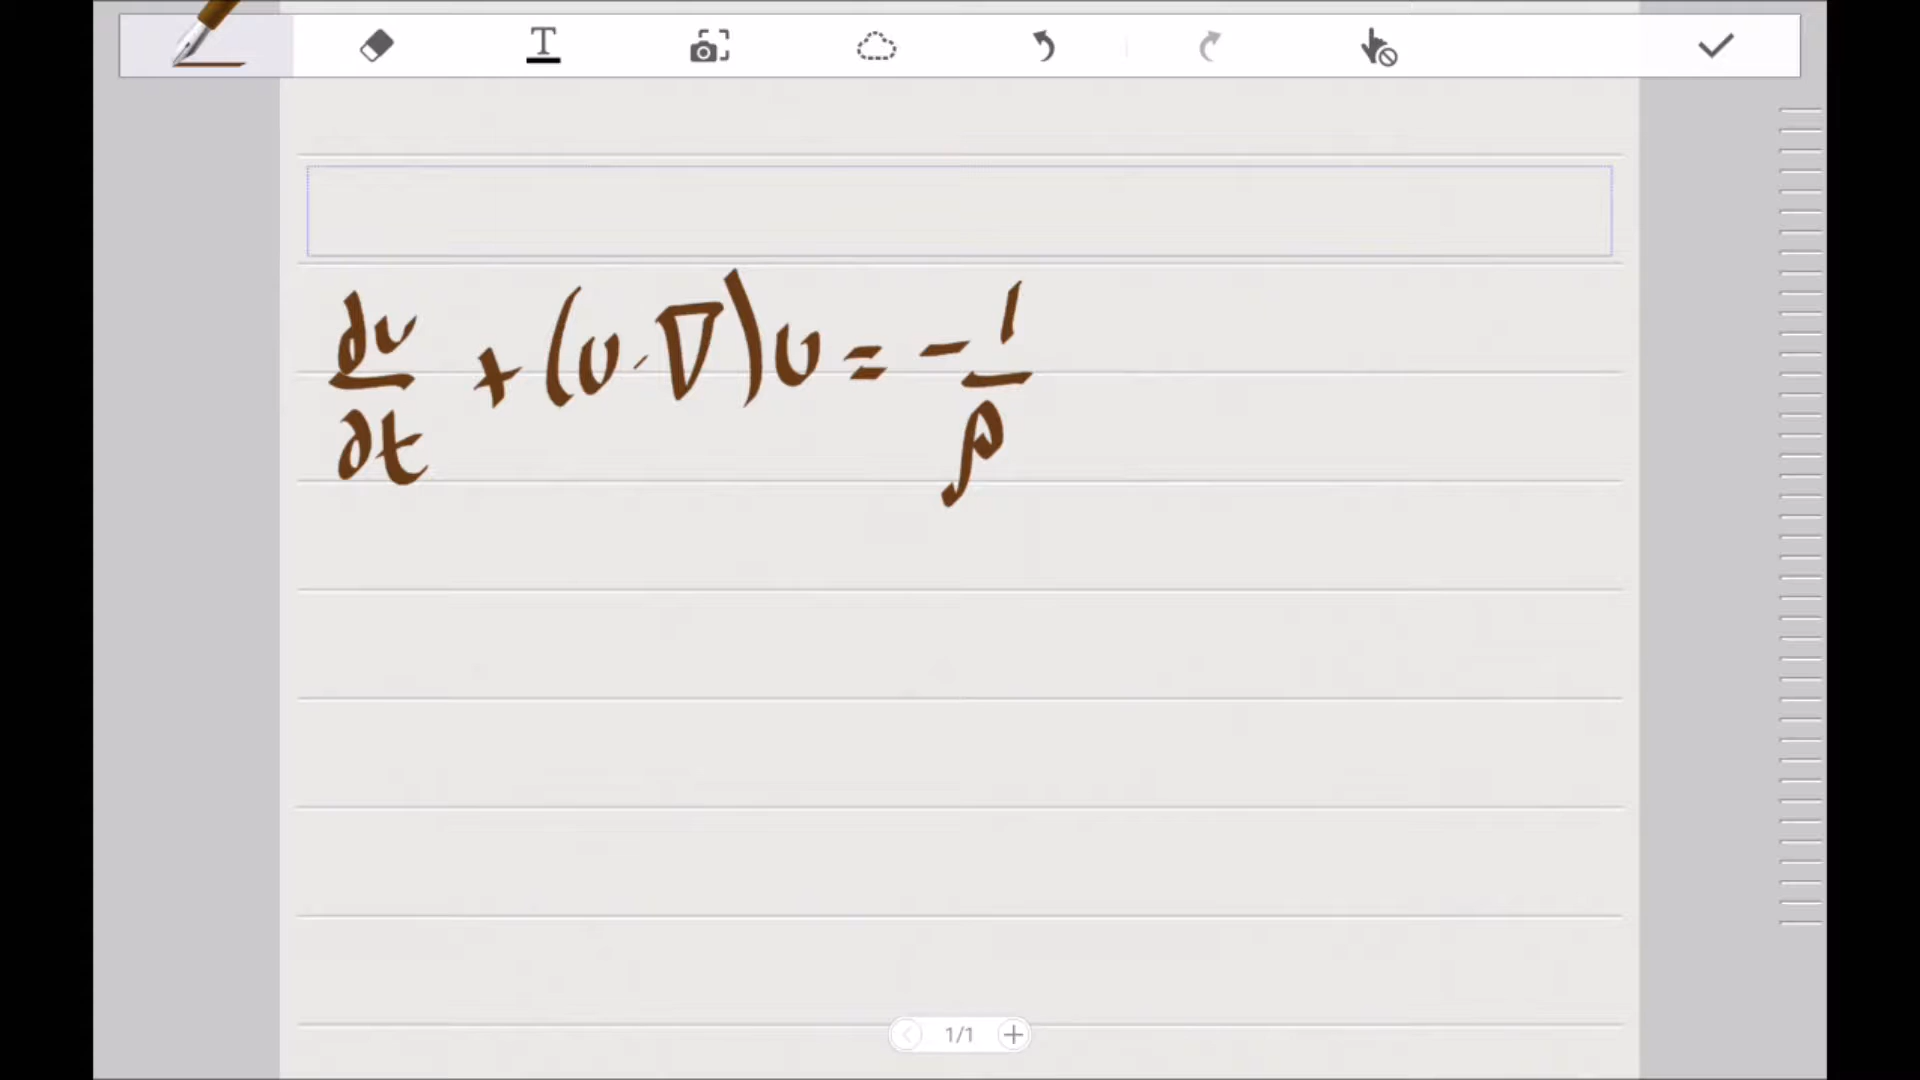 T
∂u/∂t + (u·∇)u = -1/ρ
1/1